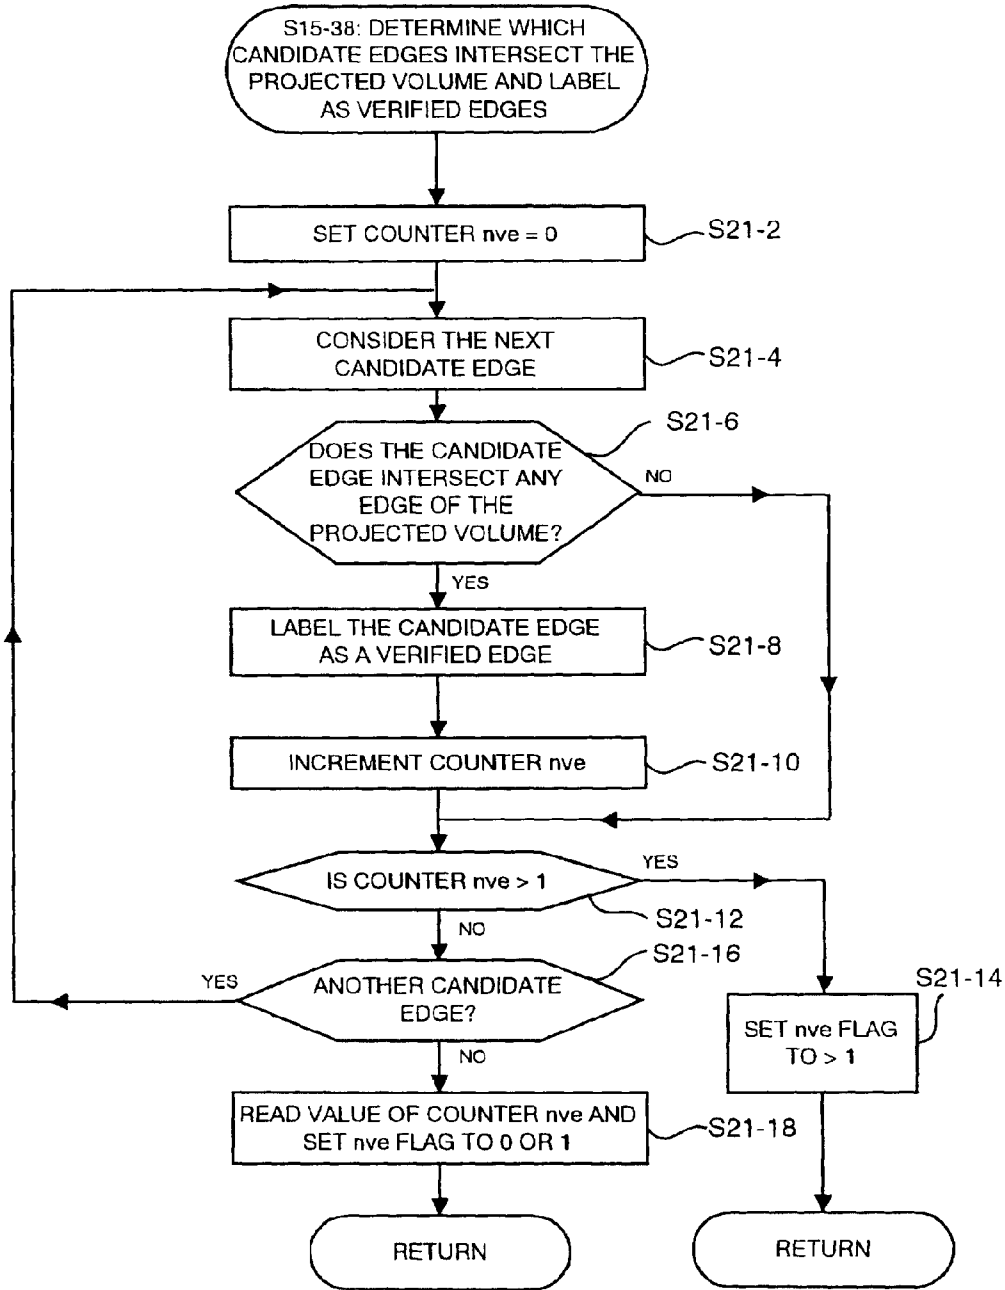 S15-38: DETERMINE WHICH
CANDIDATE EDGES INTERSECT THE
PROJECTED VOLUME AND LABEL
AS VERIFIED EDGES
SET COUNTER nve = 0
S21-2
CONSIDER THE NEXT
CANDIDATE EDGE
S21-4
S21-6
DOES THE CANDIDATE
EDGE INTERSECT ANY
EDGE OF THE
PROJECTED VOLUME?
NO
YES
LABEL THE CANDIDATE EDGE
AS A VERIFIED EDGE
S21-8
INCREMENT COUNTER nve
S21-10
IS COUNTER nve > 1
YES
S21-12
NO
S21-16
ANOTHER CANDIDATE
EDGE?
YES
NO
S21-14
SET nve FLAG
TO > 1
READ VALUE OF COUNTER nve AND
SET nve FLAG TO 0 OR 1
S21-18
RETURN
RETURN